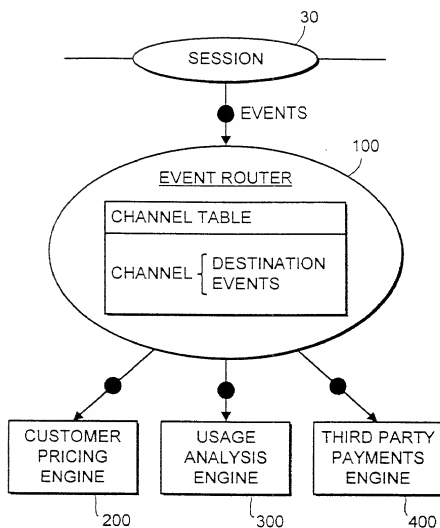 30
SESSION
EVENTS
100
EVENT ROUTER
CHANNEL TABLE
CHANNEL { DESTINATION
EVENTS
CUSTOMER
PRICING
ENGINE
USAGE
ANALYSIS
ENGINE
THIRD PARTY
PAYMENTS
ENGINE
200
300
400